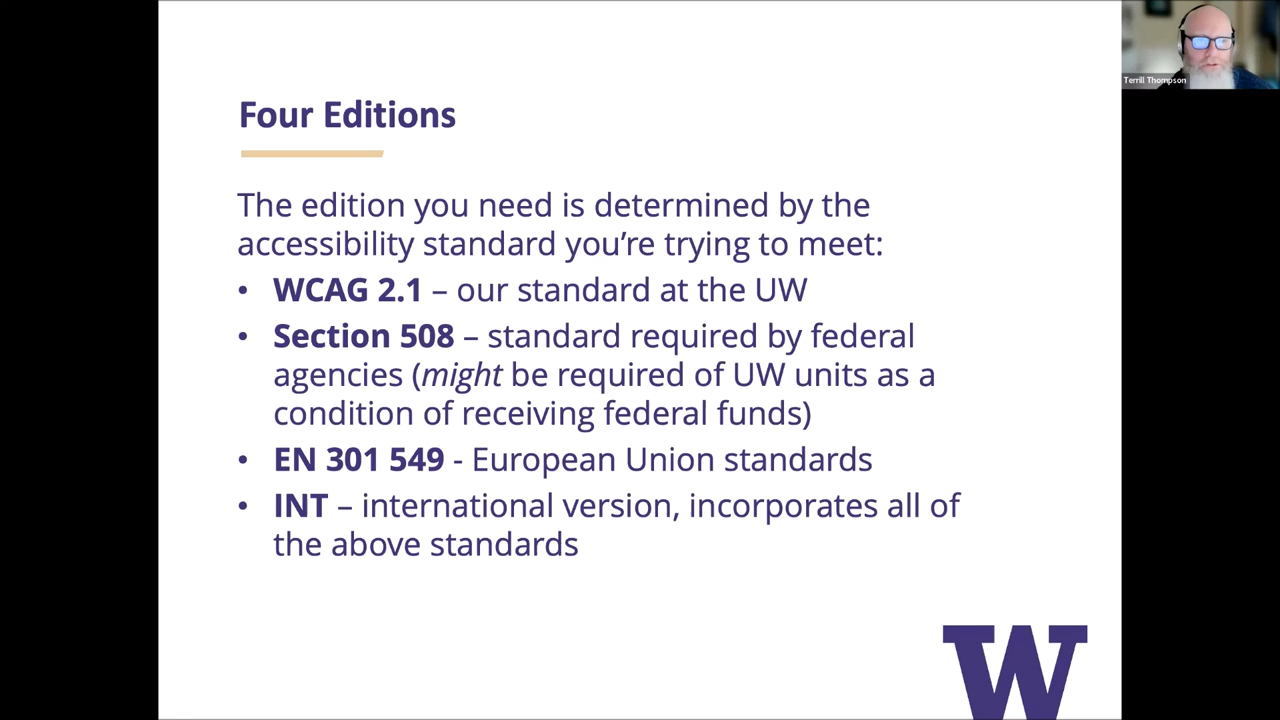 Four Editions
The edition you need is determined by the
accessibility standard you’re trying to meet:
• WCAG 2.1 – our standard at the UW
• Section 508 – standard required by federal
agencies (might be required of UW units as a
condition of receiving federal funds)
• EN 301 549 - European Union standards
• INT – international version, incorporates all of
the above standards
W
Terrill Thompson